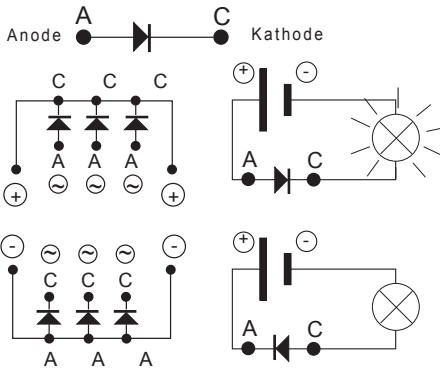 A C
Anode Kathode
C C C
A A A
~ ~ ~
+ +
+ -
A C
- ~ ~ ~ -
C C C
A A A
+ -
A C